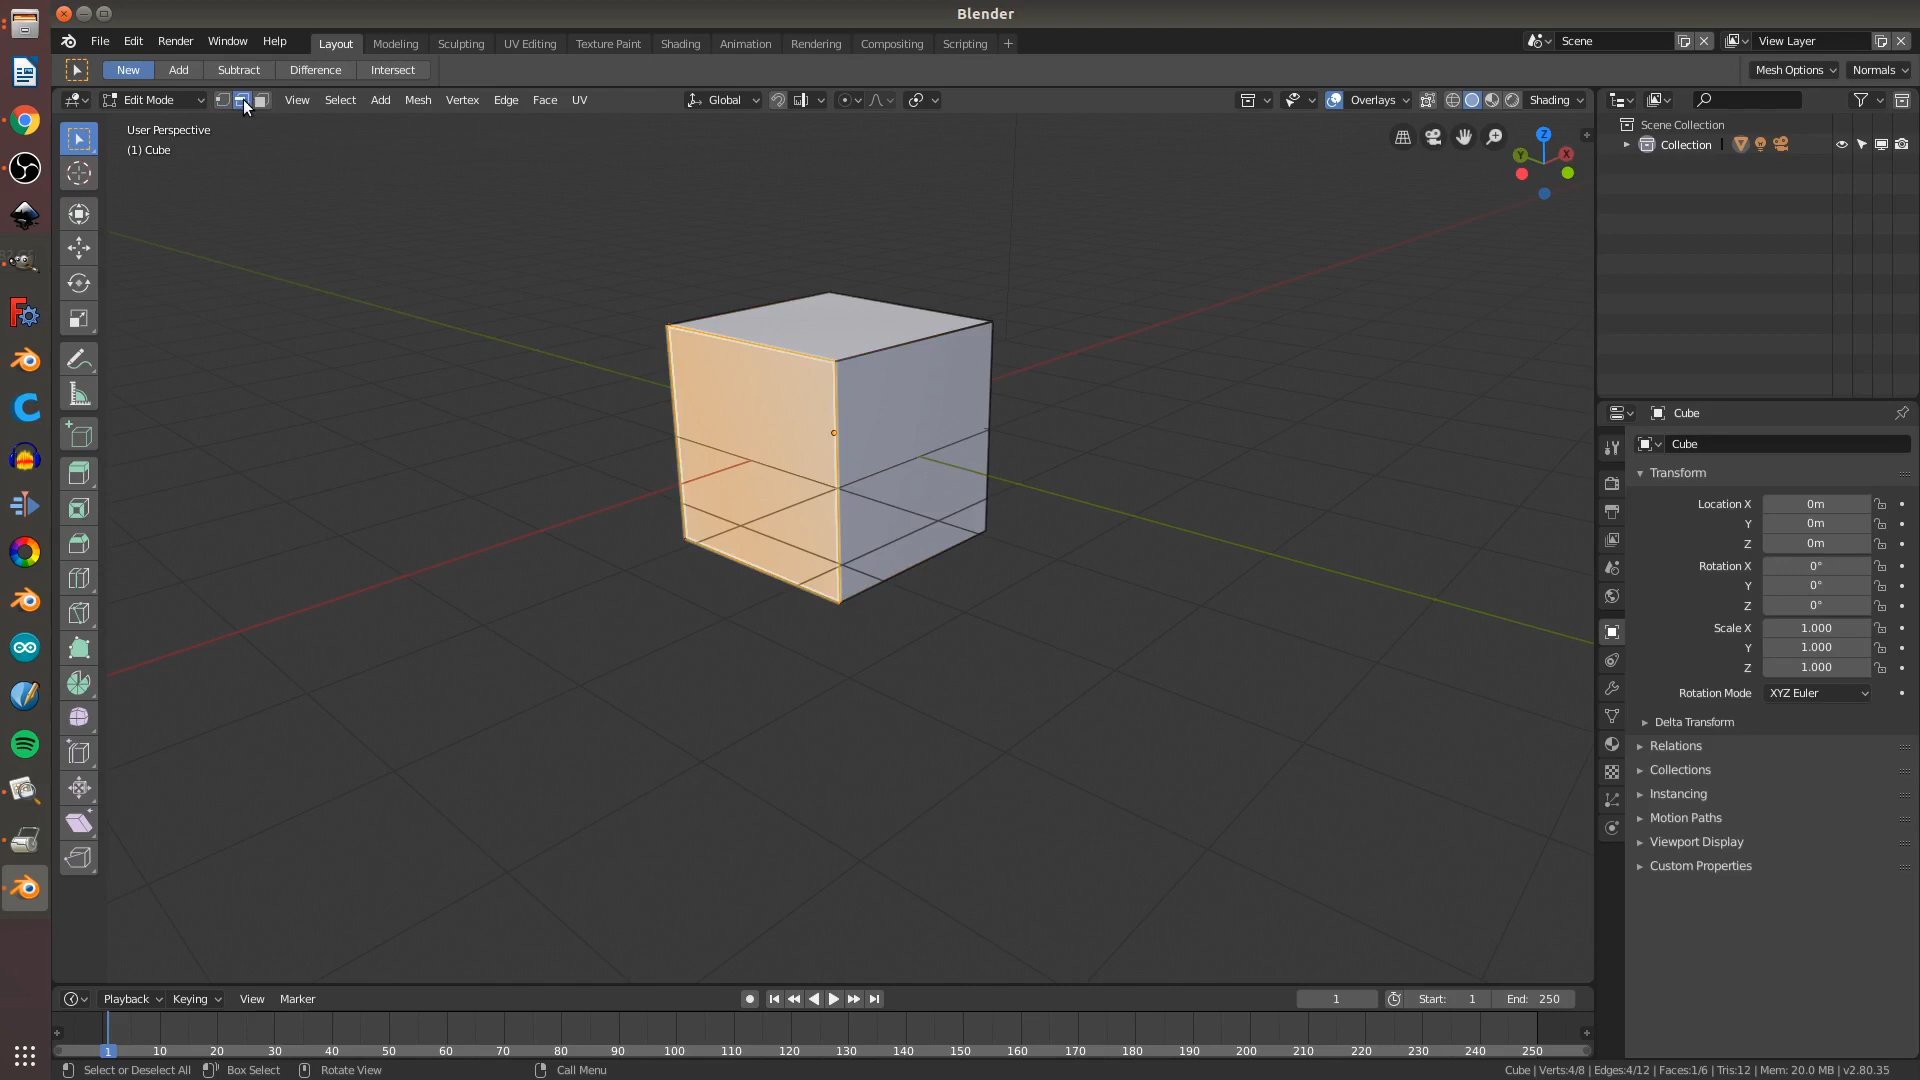 Blender
File Edit Render Window Help Layout Modeling Sculpting UV Editing Texture Paint Shading Animation Rendering Compositing Scripting + Scene View Layer
New Add Subtract Difference Intersect Mesh Options Normals
Edit Mode View Select Add Mesh Vertex Edge Face UV Global Overlays Shading
User Perspective
(1) Cube
Z
Y X
Scene Collection
Collection
Cube
Cube
Transform
Location X 0m
Y 0m
Z 0m
Rotation X 0°
Y 0°
Z 0°
Scale X 1.000
Y 1.000
Z 1.000
Rotation Mode XYZ Euler
Delta Transform
Relations
Collections
Instancing
Motion Paths
Viewport Display
Custom Properties
Playback Keying View Marker 1 Start: 1 End: 250
1 10 20 30 40 50 60 70 80 90 100 110 120 130 140 150 160 170 180 190 200 210 220 230 240 250
Select or Deselect All Box Select Rotate View Call Menu Cube | Verts:4/8 | Edges:4/12 | Faces:1/6 | Tris:12 | Mem: 20.0 MB | v2.80.35